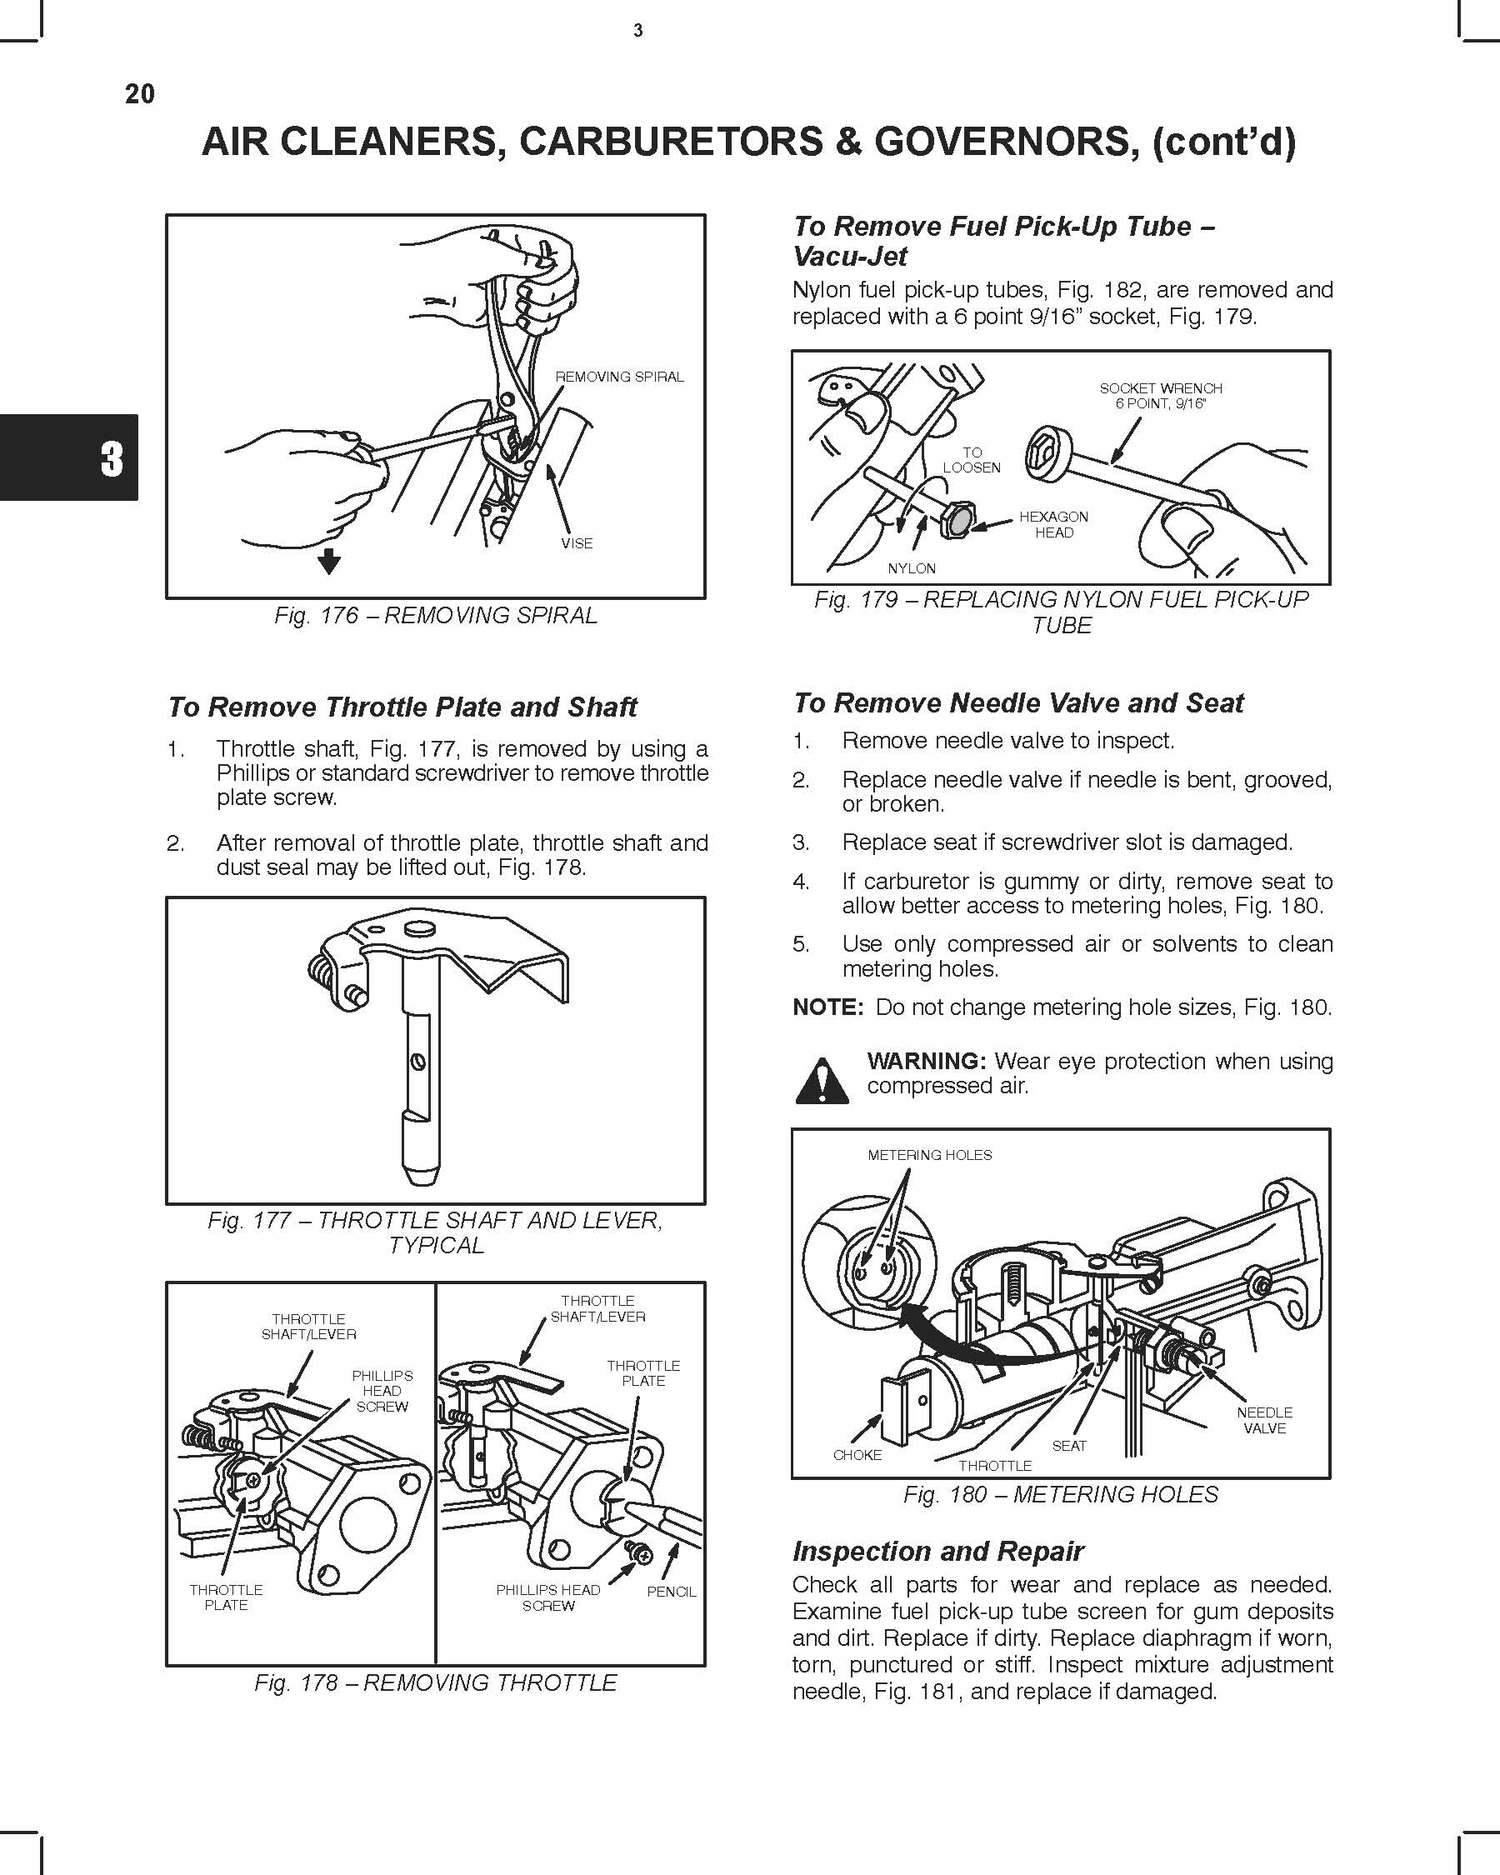 3
20
AIR CLEANERS, CARBURETORS & GOVERNORS, (cont’d)
3
REMOVING SPIRAL
VISE
Fig. 176 – REMOVING SPIRAL
To Remove Throttle Plate and Shaft
1. Throttle shaft, Fig. 177, is removed by using a
Phillips or standard screwdriver to remove throttle
plate screw.
2. After removal of throttle plate, throttle shaft and
dust seal may be lifted out, Fig. 178.
Fig. 177 – THROTTLE SHAFT AND LEVER,
TYPICAL
THROTTLE
SHAFT/LEVER
PHILLIPS
HEAD
SCREW
THROTTLE
PLATE
THROTTLE
SHAFT/LEVER
THROTTLE
PLATE
PHILLIPS HEAD
SCREW
PENCIL
Fig. 178 – REMOVING THROTTLE
To Remove Fuel Pick-Up Tube –
Vacu-Jet
Nylon fuel pick-up tubes, Fig. 182, are removed and
replaced with a 6 point 9/16” socket, Fig. 179.
SOCKET WRENCH
6 POINT, 9/16"
TO
LOOSEN
HEXAGON
HEAD
NYLON
Fig. 179 – REPLACING NYLON FUEL PICK-UP
TUBE
To Remove Needle Valve and Seat
1. Remove needle valve to inspect.
2. Replace needle valve if needle is bent, grooved,
or broken.
3. Replace seat if screwdriver slot is damaged.
4. If carburetor is gummy or dirty, remove seat to
allow better access to metering holes, Fig. 180.
5. Use only compressed air or solvents to clean
metering holes.
NOTE: Do not change metering hole sizes, Fig. 180.
WARNING: Wear eye protection when using
compressed air.
METERING HOLES
NEEDLE
VALVE
SEAT
CHOKE
THROTTLE
Fig. 180 – METERING HOLES
Inspection and Repair
Check all parts for wear and replace as needed.
Examine fuel pick-up tube screen for gum deposits
and dirt. Replace if dirty. Replace diaphragm if worn,
torn, punctured or stiff. Inspect mixture adjustment
needle, Fig. 181, and replace if damaged.